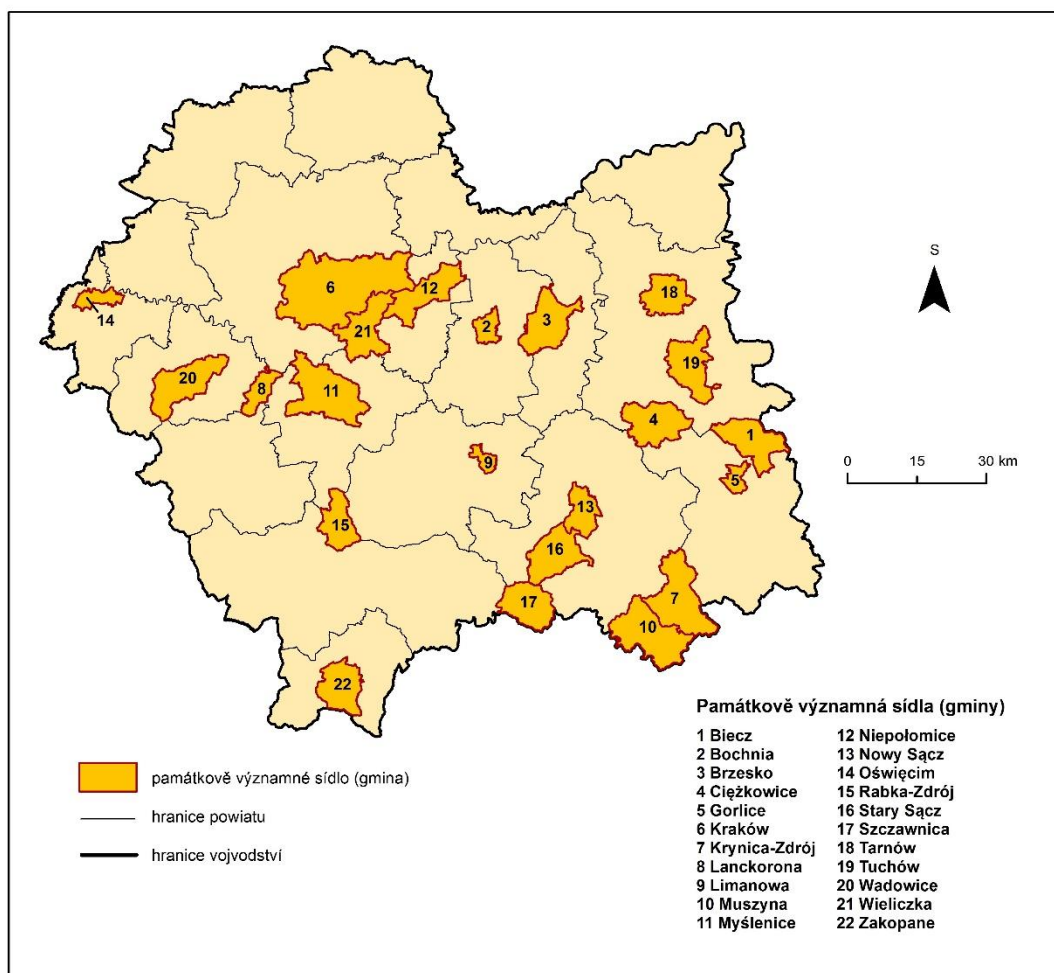 6
12
18
14
21
2
3
20
8
11
19
4
1
9
5
13
15
16
17
7
10
22
S
0 15 30 km
památkově významné sídlo (gmina)
hranice powiatu
hranice vojvodství
Památkově významná sídla (gminy)
1 Biecz
2 Bochnia
3 Brzesko
4 Ciężkowice
5 Gorlice
6 Kraków
7 Krynica-Zdrój
8 Lanckorona
9 Limanowa
10 Muszyna
11 Myślenice
12 Niepołomice
13 Nowy Sącz
14 Oświęcim
15 Rabka-Zdrój
16 Stary Sącz
17 Szczawnica
18 Tarnów
19 Tuchów
20 Wadowice
21 Wieliczka
22 Zakopane